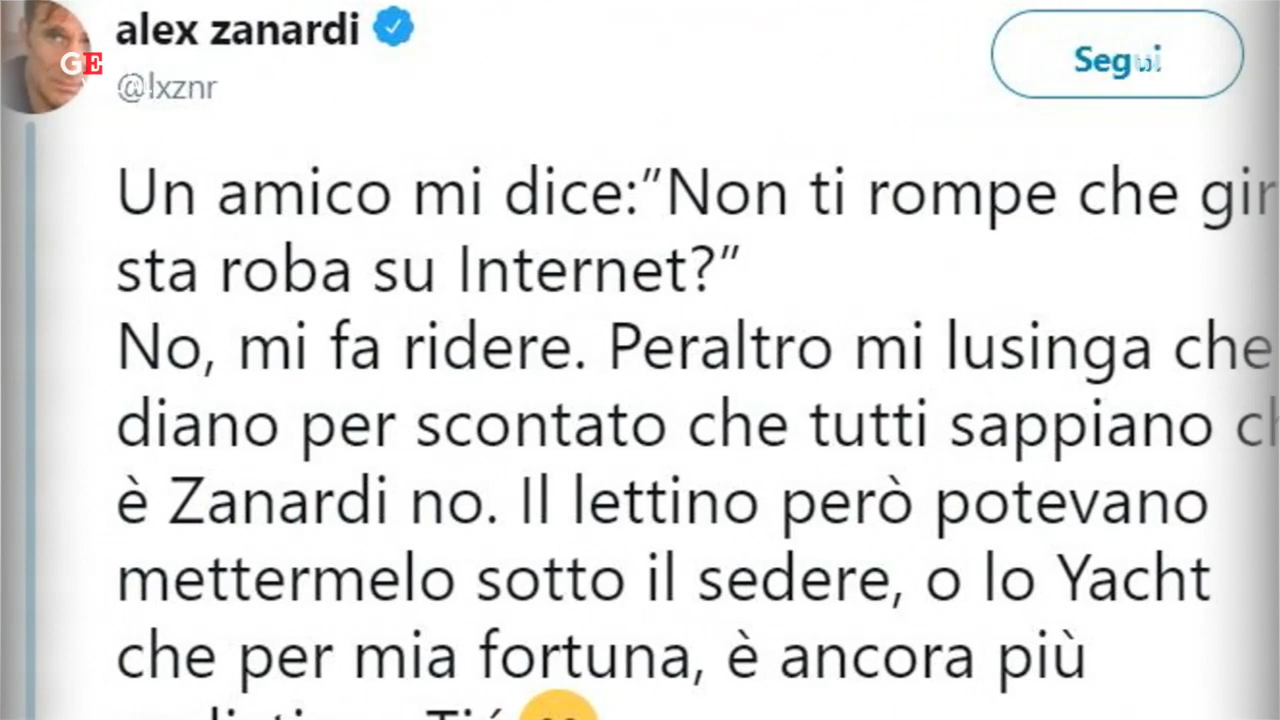 alex zanardi
GE
@lxznr
Segui
Un amico mi dice:”Non ti rompe che gir
sta roba su Internet?”
No, mi fa ridere. Peraltro mi lusinga che
diano per scontato che tutti sappiano ch
è Zanardi no. Il lettino però potevano
mettermelo sotto il sedere, o lo Yacht
che per mia fortuna, è ancora più